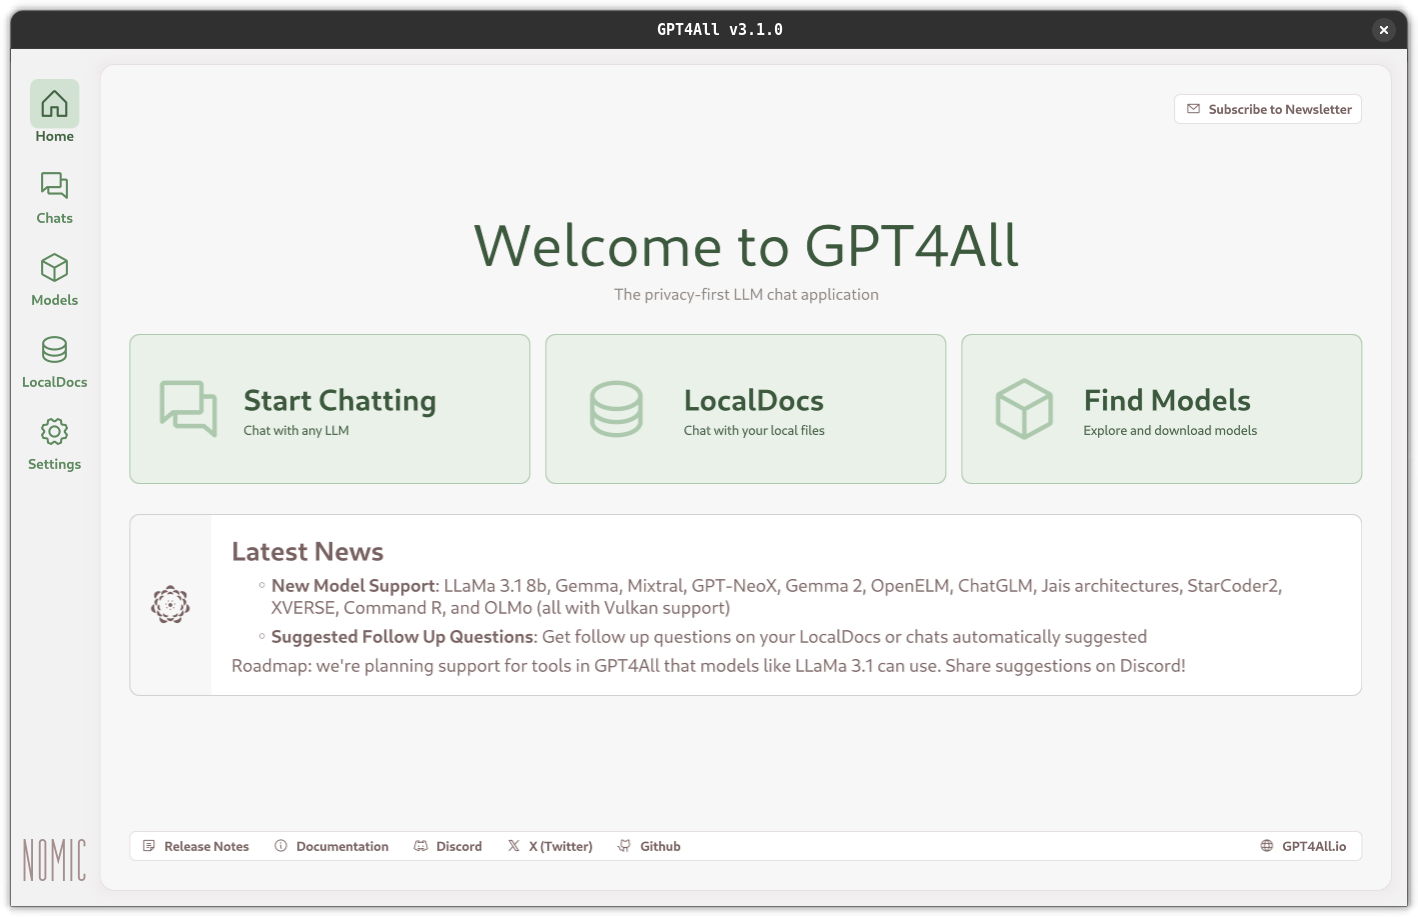 GPT4All v3.1.0
Home
Chats
Models
LocalDocs
Settings
NOMIC
Subscribe to Newsletter
Welcome to GPT4All
The privacy-first LLM chat application
Start Chatting
Chat with any LLM
LocalDocs
Chat with your local files
Find Models
Explore and download models
Latest News
◦ New Model Support: LLaMa 3.1 8b, Gemma, Mixtral, GPT-NeoX, Gemma 2, OpenELM, ChatGLM, Jais architectures, StarCoder2,
XVERSE, Command R, and OLMo (all with Vulkan support)
◦ Suggested Follow Up Questions: Get follow up questions on your LocalDocs or chats automatically suggested
Roadmap: we're planning support for tools in GPT4All that models like LLaMa 3.1 can use. Share suggestions on Discord!
Release Notes
Documentation
Discord
X (Twitter)
Github
GPT4All.io